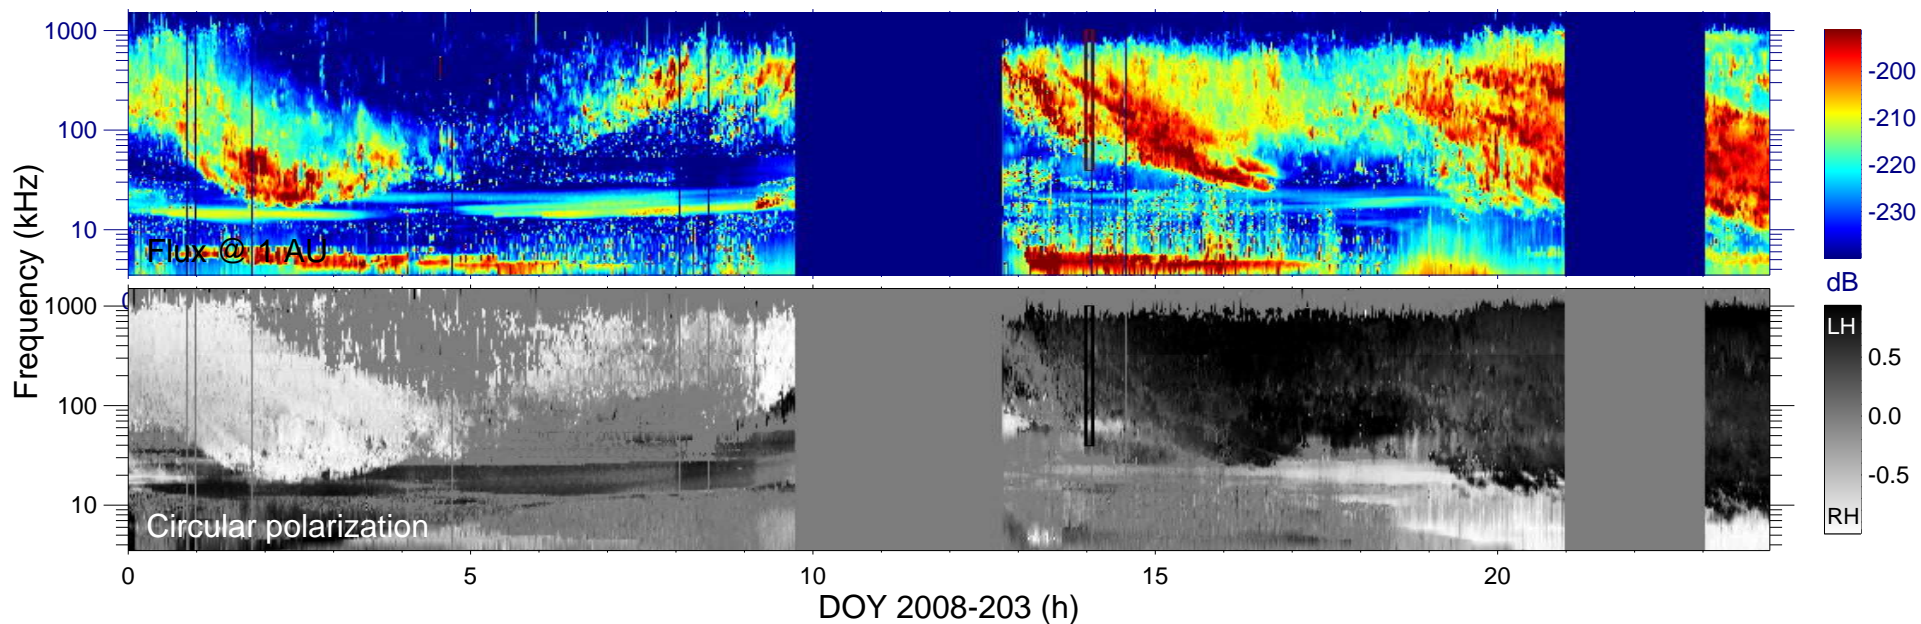 1000
100
10
Flux @ 1 AU
-200
-210
-220
-230
dB
0
Frequency (kHz)
1000
100
10
Circular polarization
LH
0.5
0.0
-0.5
RH
0
5
10
15
20
DOY 2008-203 (h)